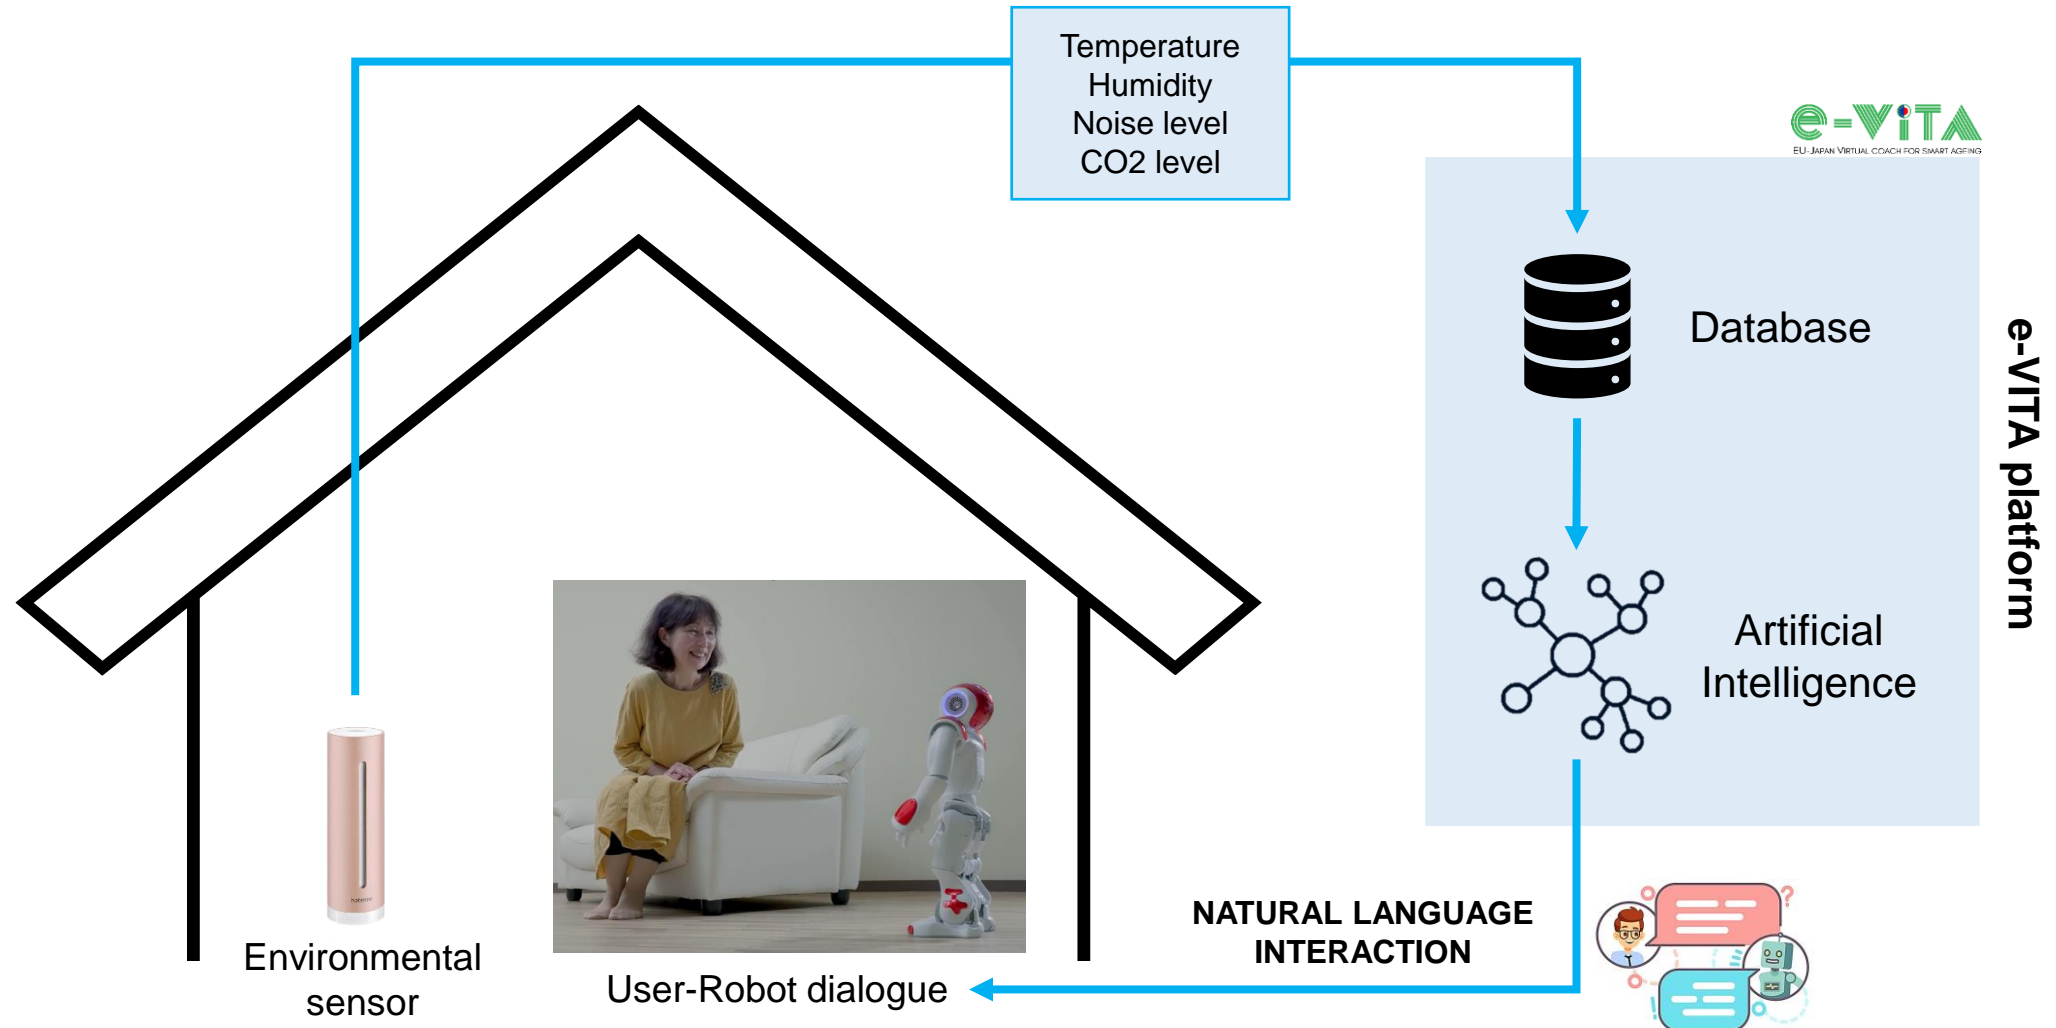 Temperature
Humidity
Noise level
CO2 level
e-ViTA
EU-JAPAN VIRTUAL COACH FOR SMART AGEING
Database
e-VITA platform
Artificial
Intelligence
NATURAL LANGUAGE
INTERACTION
Environmental
sensor
User-Robot dialogue